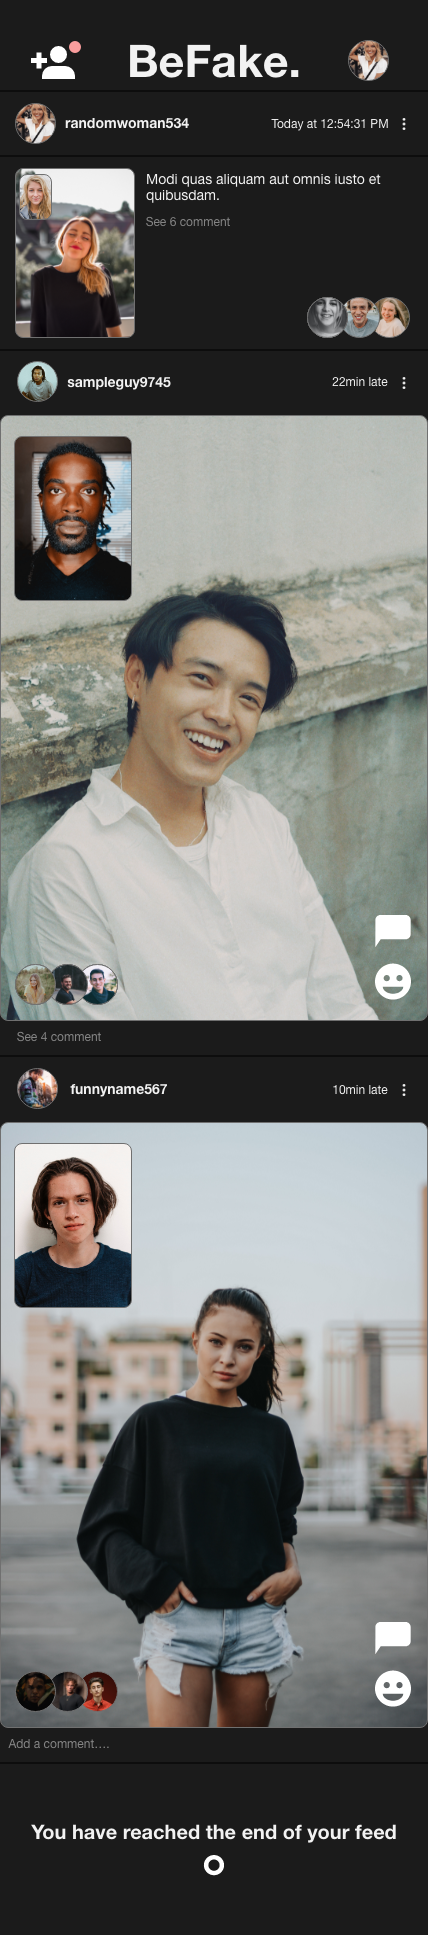 BeFake.
randomwoman534
Today at 12:54:31 PM
Modi quas aliquam aut omnis iusto et
quibusdam.
See 6 comment
sampleguy9745
22min late
See 4 comment
funnyname567
10min late
Add a comment....
You have reached the end of your feed